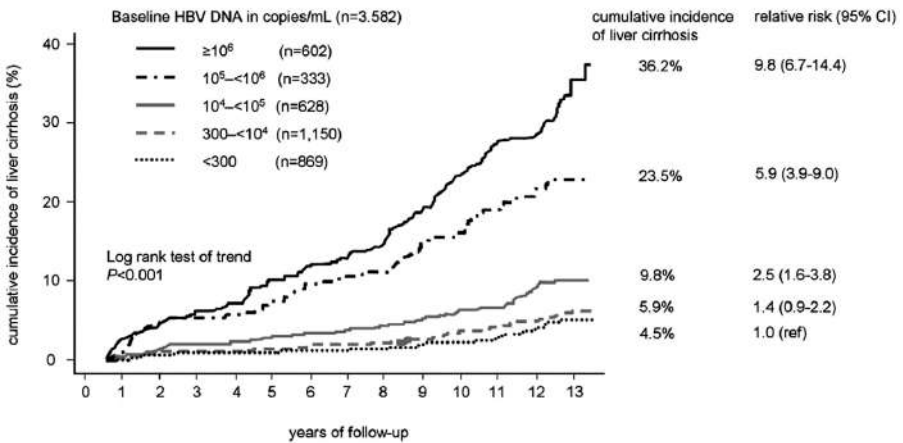 Baseline HBV DNA in copies/mL (n=3.582)
cumulative incidence of liver cirrhosis
relative risk (95% CI)
≥10⁶ (n=602)
10⁵–<10⁶ (n=333)
10⁴–<10⁵ (n=628)
300–<10⁴ (n=1,150)
<300 (n=869)
36.2% 9.8 (6.7-14.4)
23.5% 5.9 (3.9-9.0)
9.8% 2.5 (1.6-3.8)
5.9% 1.4 (0.9-2.2)
4.5% 1.0 (ref)
Log rank test of trend
P<0.001
cumulative incidence of liver cirrhosis (%)
40
30
20
10
0
0 1 2 3 4 5 6 7 8 9 10 11 12 13
years of follow-up